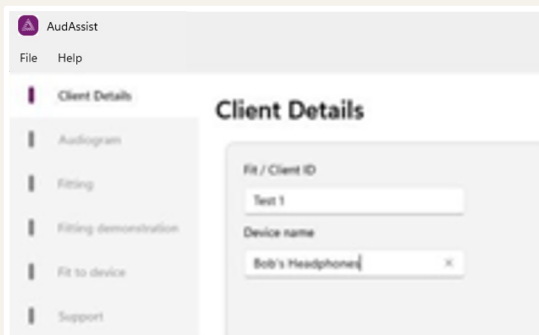 AudAssist
File Help
Client Details
Client Details
Audiogram
Fit / Client ID
Fitting
Test 1
Fitting demonstration
Device name
Bob's Headphones ×
Fit to device
Support